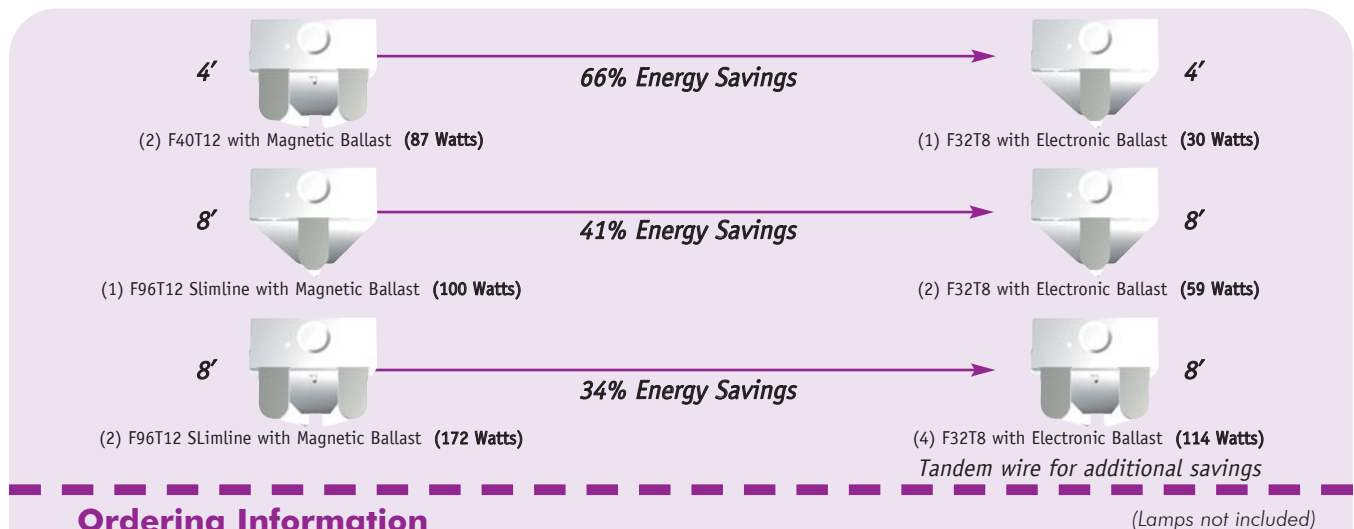 4′
66% Energy Savings
4′
(2) F40T12 with Magnetic Ballast (87 Watts)
(1) F32T8 with Electronic Ballast (30 Watts)
8′
41% Energy Savings
8′
(1) F96T12 Slimline with Magnetic Ballast (100 Watts)
(2) F32T8 with Electronic Ballast (59 Watts)
8′
34% Energy Savings
8′
(2) F96T12 SLimline with Magnetic Ballast (172 Watts)
(4) F32T8 with Electronic Ballast (114 Watts)
Tandem wire for additional savings
Ordering Information
(Lamps not included)